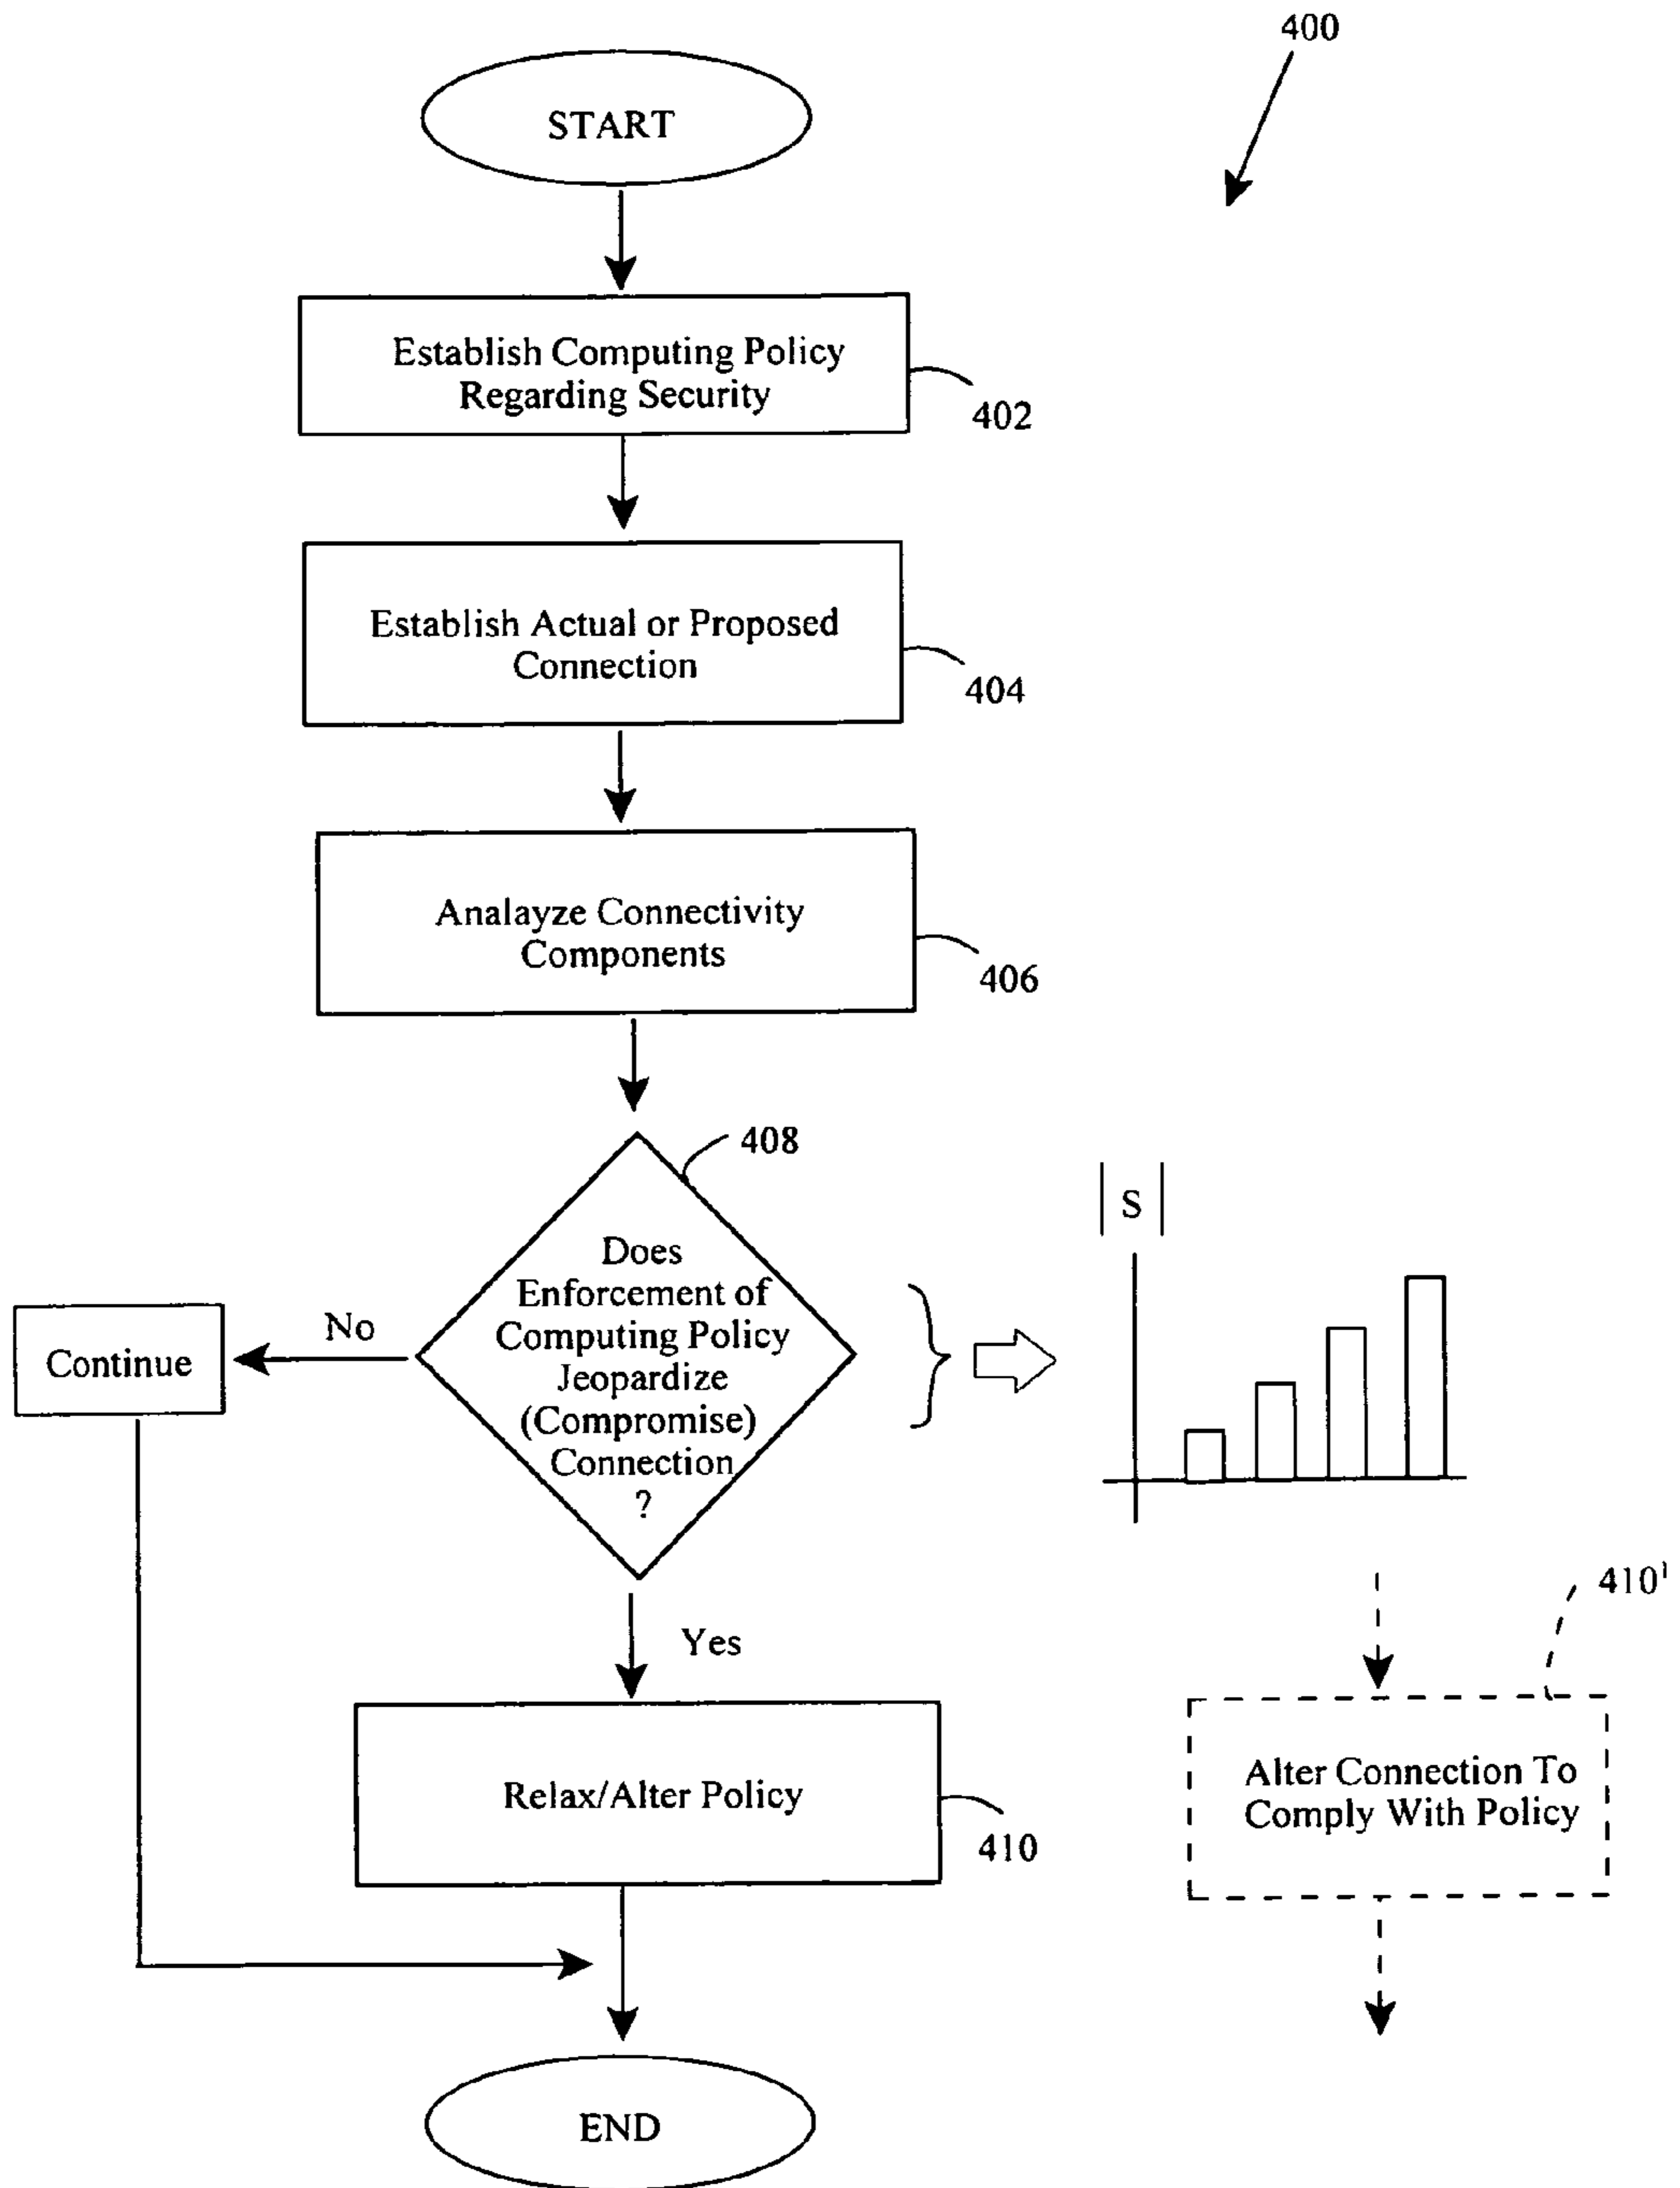 400
START
Establish Computing Policy
Regarding Security
402
Establish Actual or Proposed
Connection
404
Analayze Connectivity
Components
406
408
Does
Enforcement of
Computing Policy
Jeopardize
(Compromise)
Connection
?
No
Continue
| S |
Yes
410'
Relax/Alter Policy
410
Alter Connection To
Comply With Policy
END